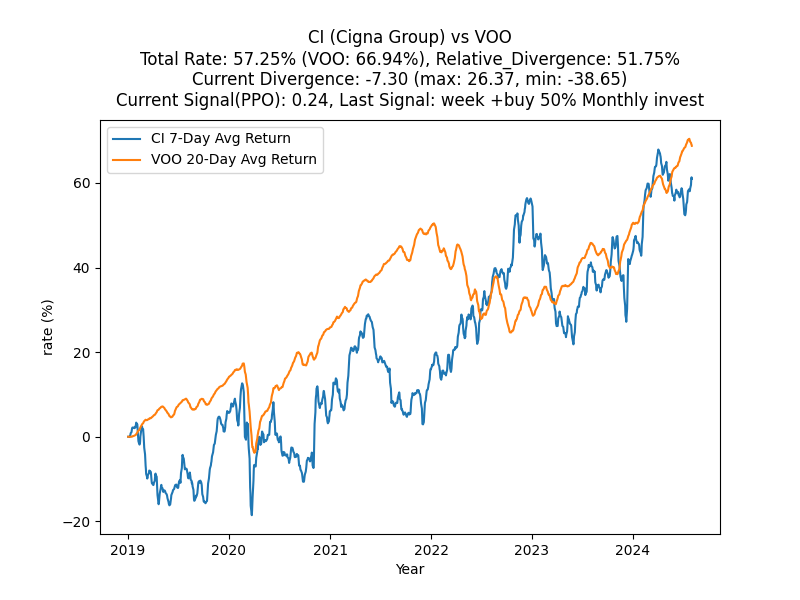 CI (Cigna Group) vs VOO
Total Rate: 57.25% (VOO: 66.94%), Relative_Divergence: 51.75%
Current Divergence: -7.30 (max: 26.37, min: -38.65)
Current Signal(PPO): 0.24, Last Signal: week +buy 50% Monthly invest
CI 7-Day Avg Return
VOO 20-Day Avg Return
60
40
20
0
−20
rate (%)
2019 2020 2021 2022 2023 2024
Year